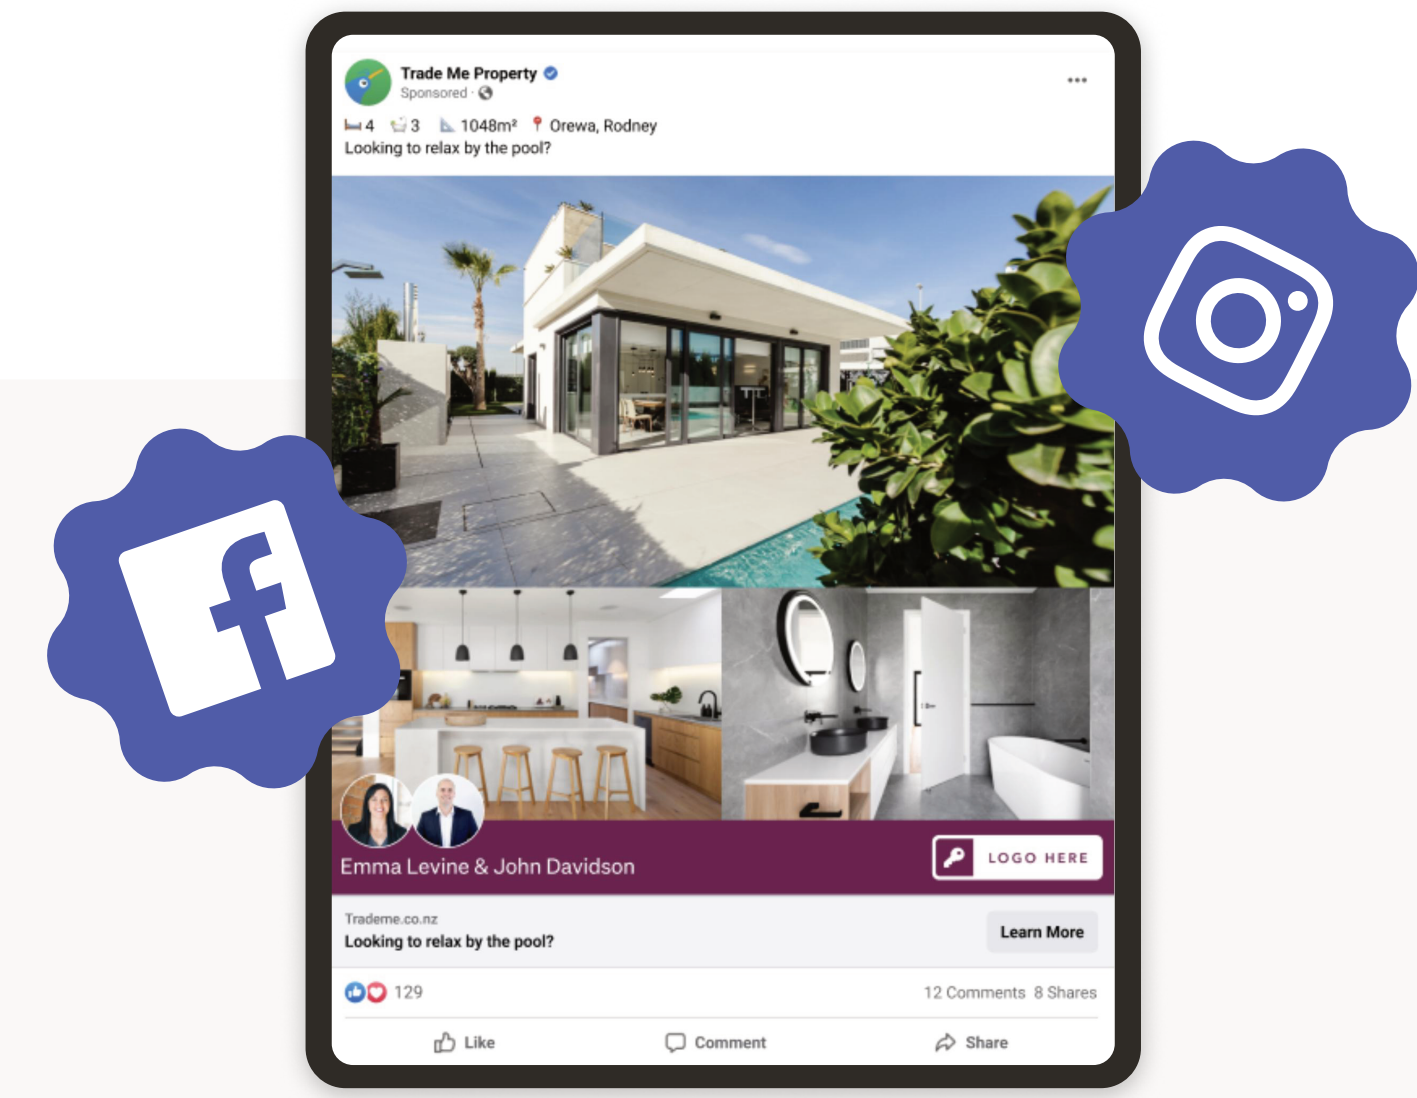 Trade Me Property
Sponsored ·
4 3 1048m² Orewa, Rodney
Looking to relax by the pool?
Emma Levine & John Davidson
LOGO HERE
Trademe.co.nz
Looking to relax by the pool?
Learn More
129
12 Comments 8 Shares
Like Comment Share